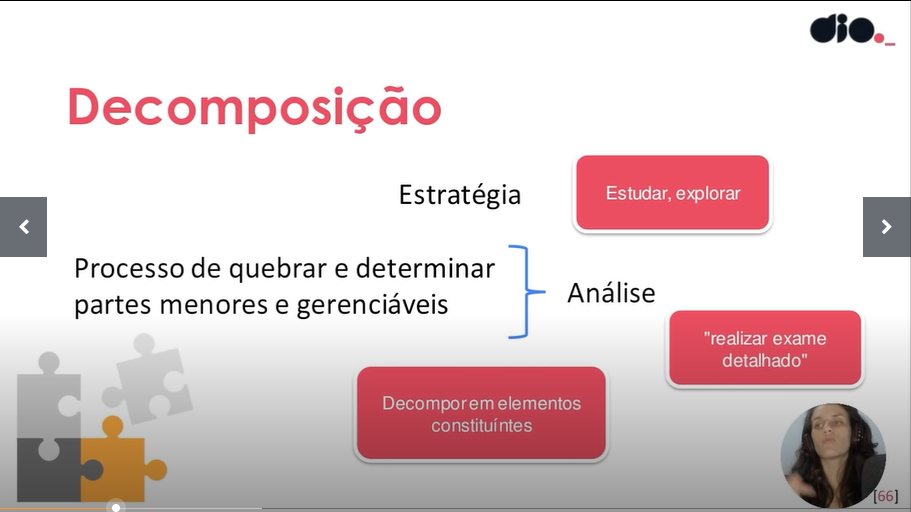 dio._
Decomposição
Estratégia
Estudar, explorar
Processo de quebrar e determinar
partes menores e gerenciáveis
Análise
"realizar exame
detalhado"
Decompor em elementos
constituíntes
[66]